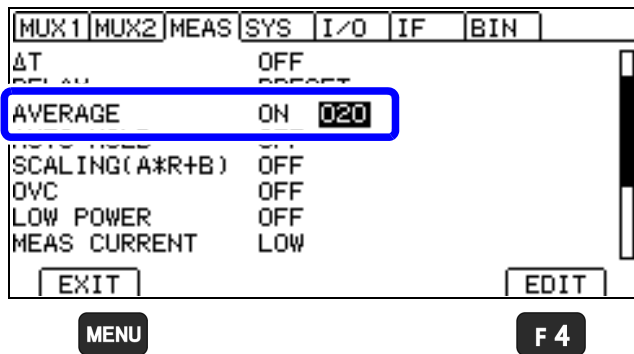 MUX1 MUX2 MEAS SYS I/O IF BIN
ΔT OFF
AVERAGE ON 020
SCALING(A*R+B) OFF
OVC OFF
LOW POWER OFF
MEAS CURRENT LOW
EXIT EDIT
MENU F4